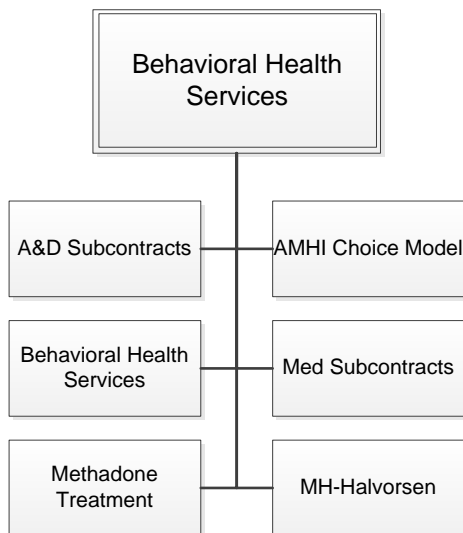 Behavioral Health
Services
A&D Subcontracts
AMHI Choice Model
Behavioral Health
Services
Med Subcontracts
Methadone
Treatment
MH-Halvorsen